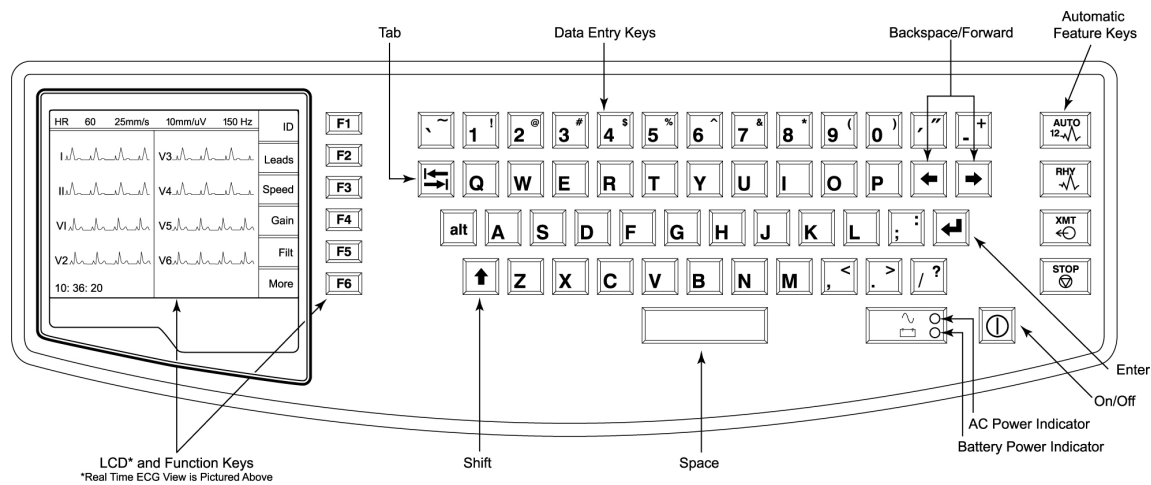 Automatic
Feature Keys
Tab
Data Entry Keys
Backspace/Forward
HR 60 25mm/s 10mm/uV 150 Hz
ID
Leads
Speed
Gain
Filt
More
I
II
VI
V2
V3
V4
V5
V6
10: 36: 20
F1
F2
F3
F4
F5
F6
` ~ 1 ! 2 @ 3 # 4 $ 5 % 6 ^ 7 & 8 * 9 ( 0 ) ' " - +
Q W E R T Y U I O P
alt A S D F G H J K L ; :
Z X C V B N M , < . > / ?
AUTO
12
RHY
XMT
STOP
Enter
On/Off
AC Power Indicator
Battery Power Indicator
LCD* and Function Keys
*Real Time ECG View is Pictured Above
Shift
Space